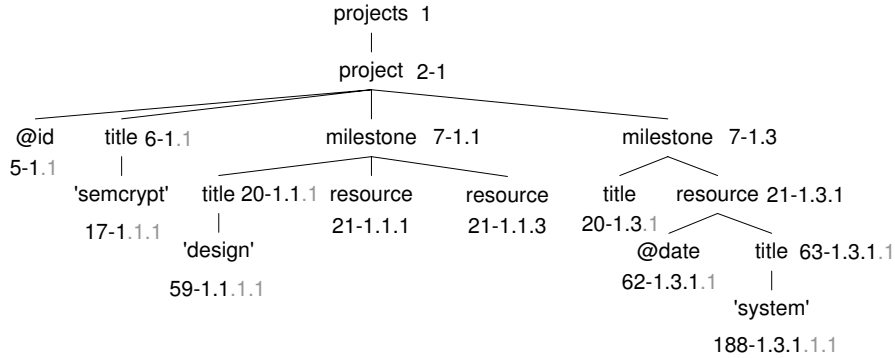 projects 1
project 2-1
@id title 6-1.1 milestone 7-1.1 milestone 7-1.3
5-1.1
'semcrypt' title 20-1.1.1 resource resource title resource 21-1.3.1
17-1.1.1 21-1.1.1 21-1.1.3 20-1.3.1
'design' @date title 63-1.3.1.1
59-1.1.1.1 62-1.3.1.1
'system'
188-1.3.1.1.1